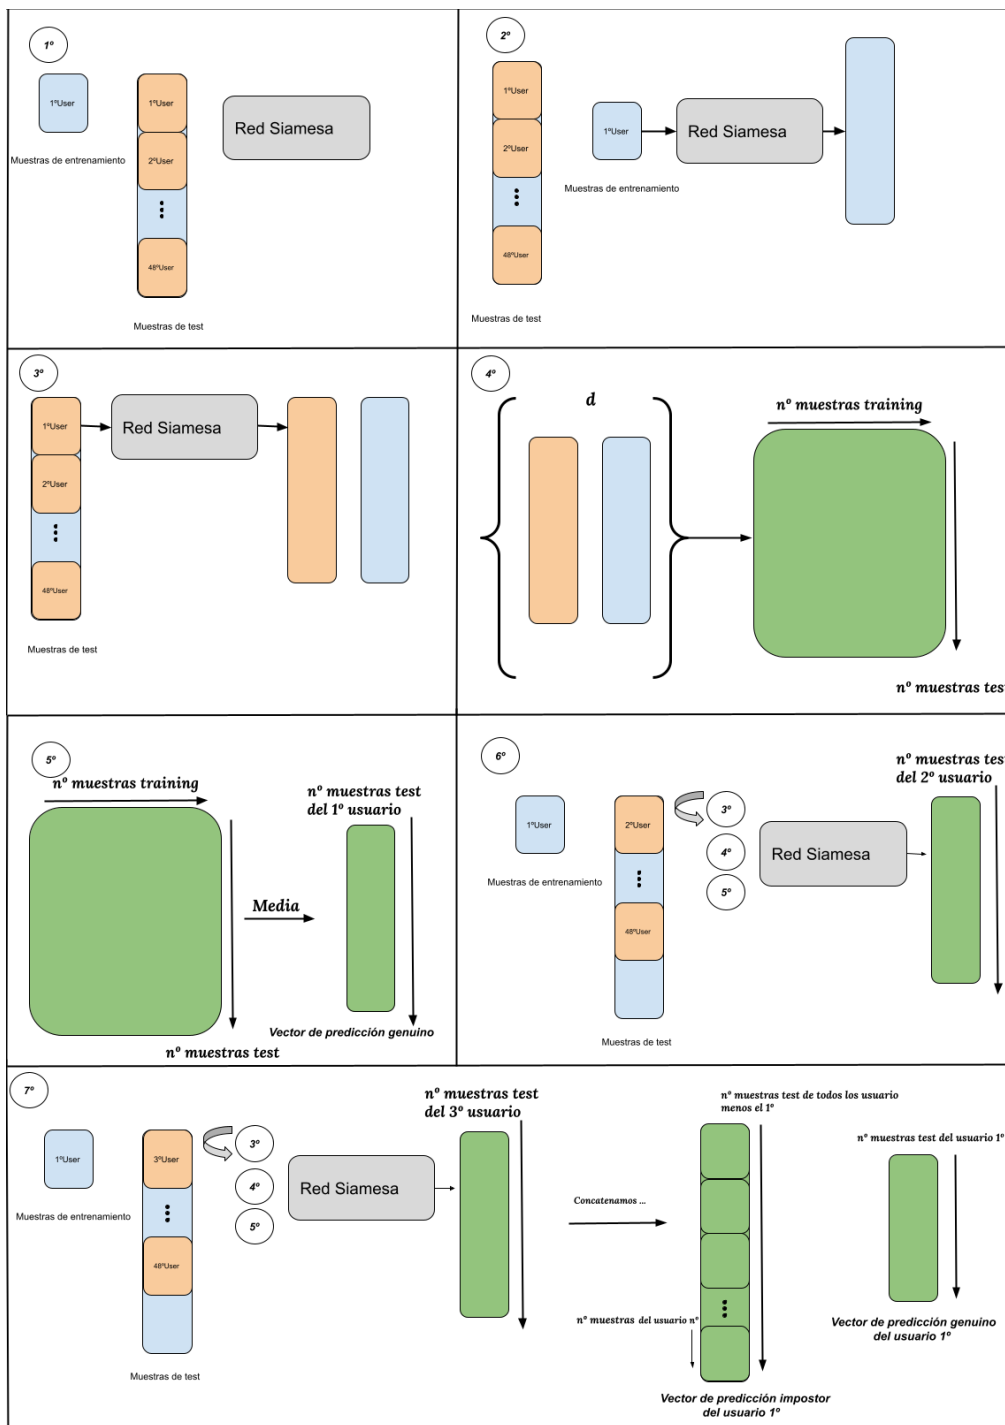 1º
1ºUser
Muestras de entrenamiento
1ºUser
2ºUser
48ºUser
Muestras de test
Red Siamesa
2º
1ºUser
2ºUser
48ºUser
Muestras de test
1ºUser
Muestras de entrenamiento
Red Siamesa
3º
1ºUser
2ºUser
48ºUser
Muestras de test
Red Siamesa
4º
d
nº muestras training
nº muestras test
5º
nº muestras training
nº muestras test
Media
nº muestras test
del 1º usuario
Vector de predicción genuino
6º
1ºUser
Muestras de entrenamiento
2ºUser
48ºUser
Muestras de test
3º
4º
5º
Red Siamesa
nº muestras test
del 2º usuario
7º
1ºUser
Muestras de entrenamiento
3ºUser
48ºUser
Muestras de test
3º
4º
5º
Red Siamesa
nº muestras test
del 3º usuario
Concatenamos ...
nº muestras test de todos los usuario
menos el 1º
nº muestras del usuario nº
Vector de predicción impostor
del usuario 1º
nº muestras test del usuario 1º
Vector de predicción genuino
del usuario 1º